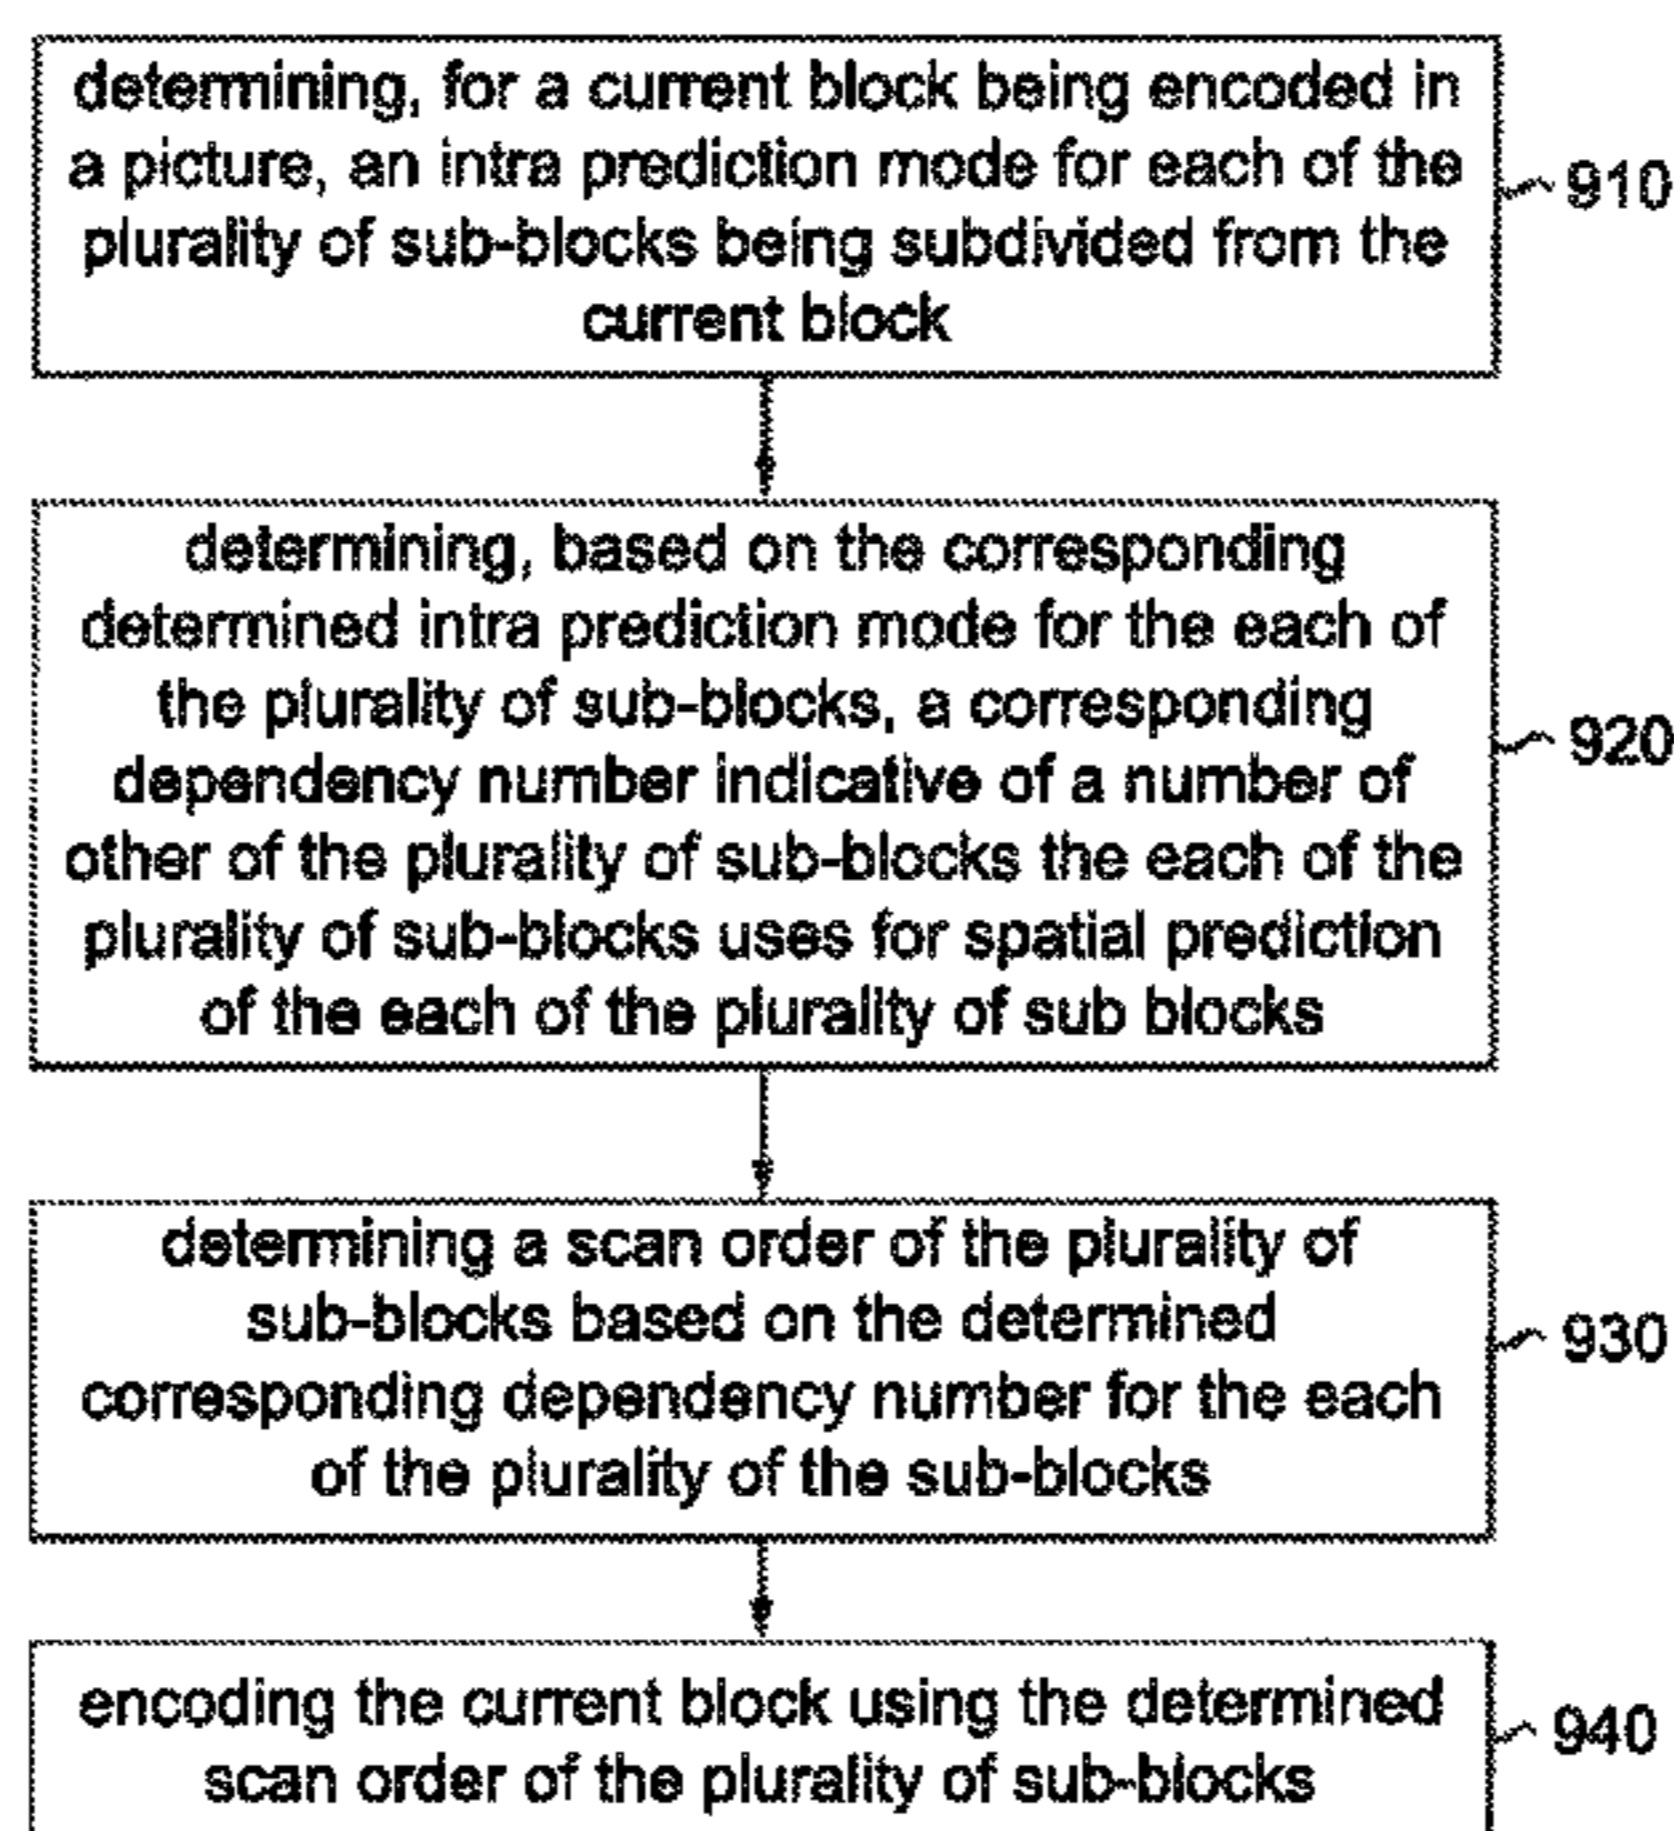 determining, for a current block being encoded in
a picture, an intra prediction mode for each of the
plurality of sub-blocks being subdivided from the
current block
910
determining, based on the corresponding
determined intra prediction mode for the each of
the plurality of sub-blocks, a corresponding
dependency number indicative of a number of
other of the plurality of sub-blocks the each of the
plurality of sub-blocks uses for spatial prediction
of the each of the plurality of sub blocks
920
determining a scan order of the plurality of
sub-blocks based on the determined
corresponding dependency number for the each
of the plurality of the sub-blocks
930
encoding the current block using the determined
scan order of the plurality of sub-blocks
940